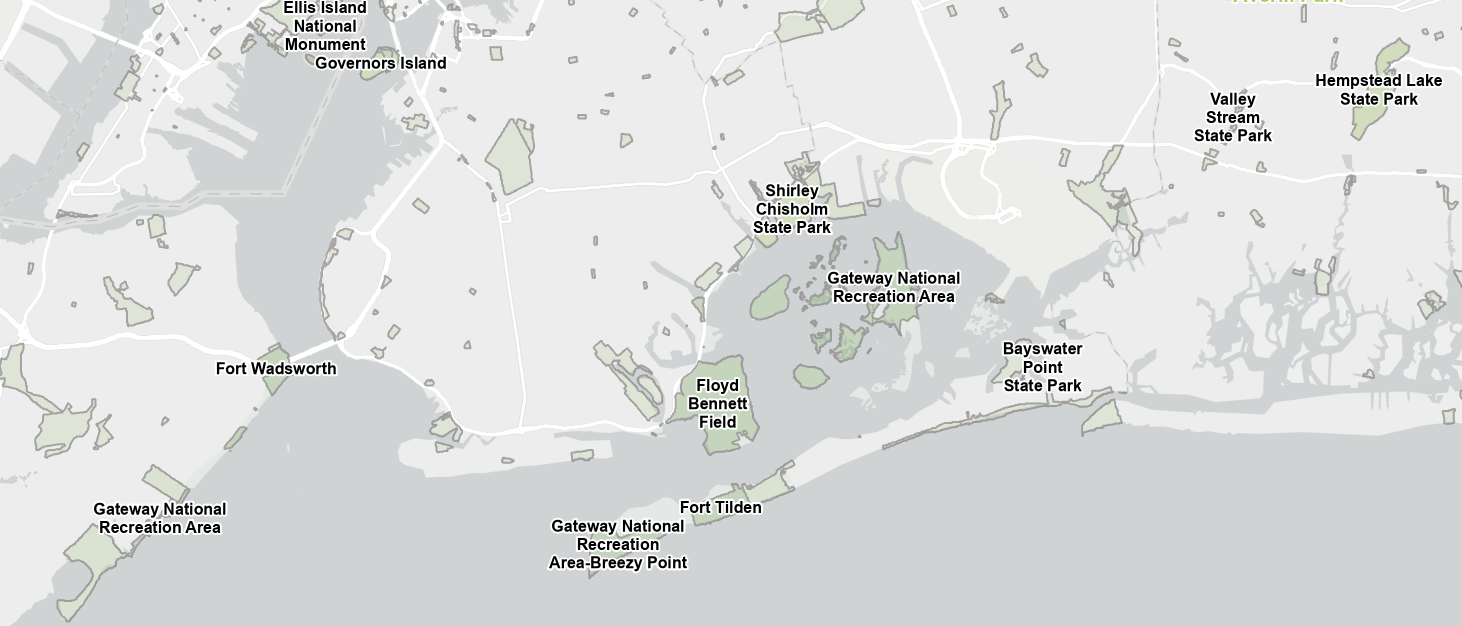 Ellis Island
National
Monument
Governors Island
Hempstead Lake
State Park
Valley
Stream
State Park
Shirley
Chisholm
State Park
Gateway National
Recreation Area
Bayswater
Point
State Park
Fort Wadsworth
Floyd
Bennett
Field
Gateway National
Recreation Area
Fort Tilden
Gateway National
Recreation
Area-Breezy Point